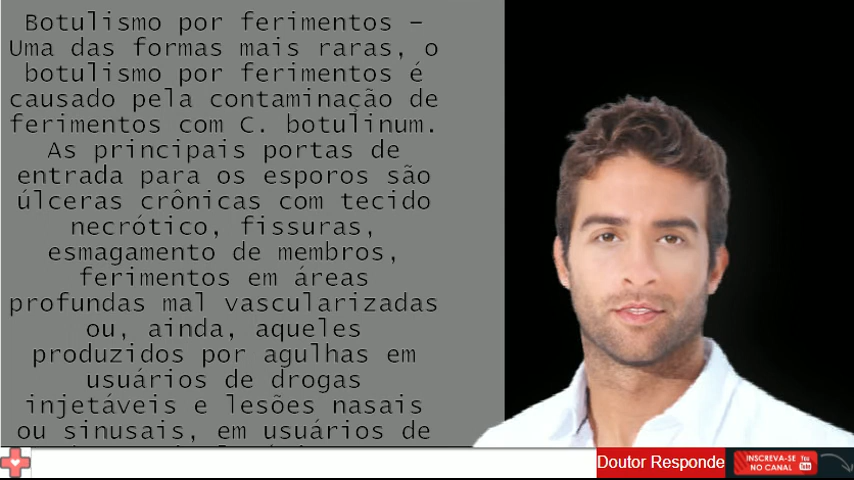 Botulismo por ferimentos –
Uma das formas mais raras, o
botulismo por ferimentos é
causado pela contaminação de
ferimentos com C. botulinum.
As principais portas de
entrada para os esporos são
úlceras crônicas com tecido
necrótico, fissuras,
esmagamento de membros,
ferimentos em áreas
profundas mal vascularizadas
ou, ainda, aqueles
produzidos por agulhas em
usuários de drogas
injetáveis e lesões nasais
ou sinusais, em usuários de
Doutor Responde
INSCREVA-SE
NO CANAL
You
Tube